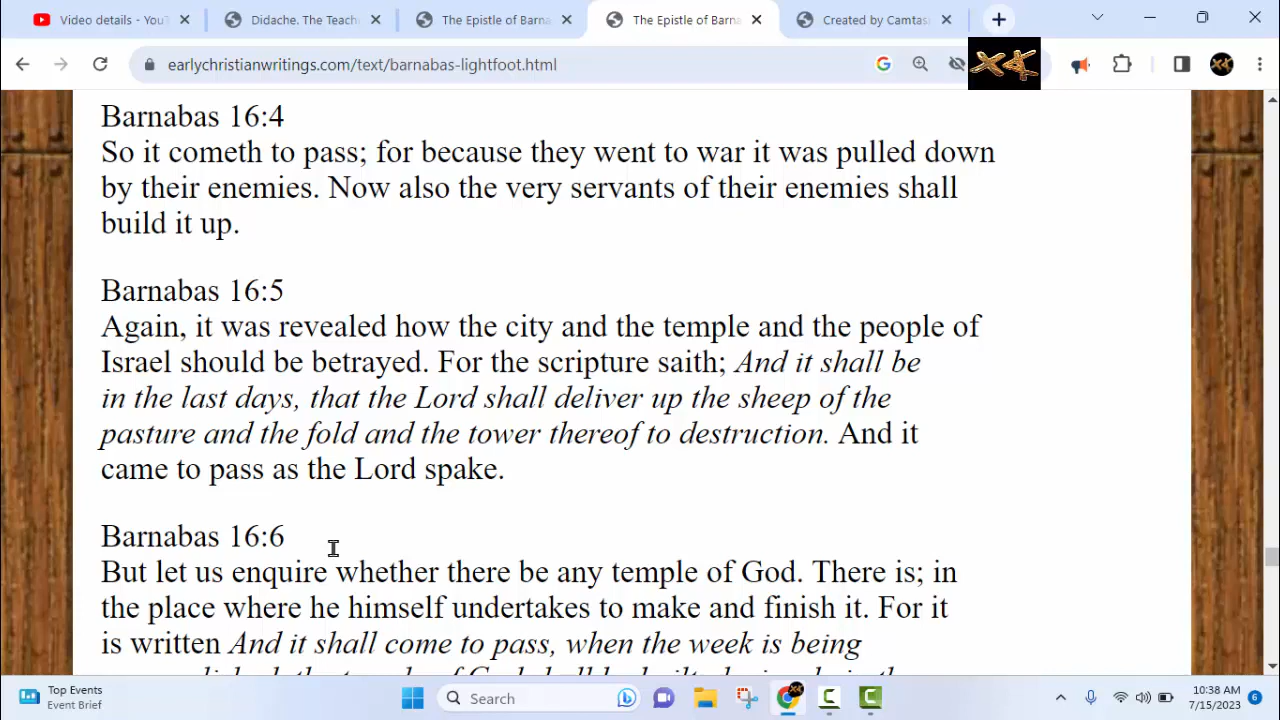 Video details - YouT
Didache. The Teach
The Epistle of Barna
The Epistle of Barna
Created by Camtas
earlychristianwritings.com/text/barnabas-lightfoot.html
X4
Barnabas 16:4
So it cometh to pass; for because they went to war it was pulled down
by their enemies. Now also the very servants of their enemies shall
build it up.
Barnabas 16:5
Again, it was revealed how the city and the temple and the people of
Israel should be betrayed. For the scripture saith; And it shall be
in the last days, that the Lord shall deliver up the sheep of the
pasture and the fold and the tower thereof to destruction. And it
came to pass as the Lord spake.
Barnabas 16:6
But let us enquire whether there be any temple of God. There is; in
the place where he himself undertakes to make and finish it. For it
is written And it shall come to pass, when the week is being
Top Events
Event Brief
Search
10:38 AM
7/15/2023
6